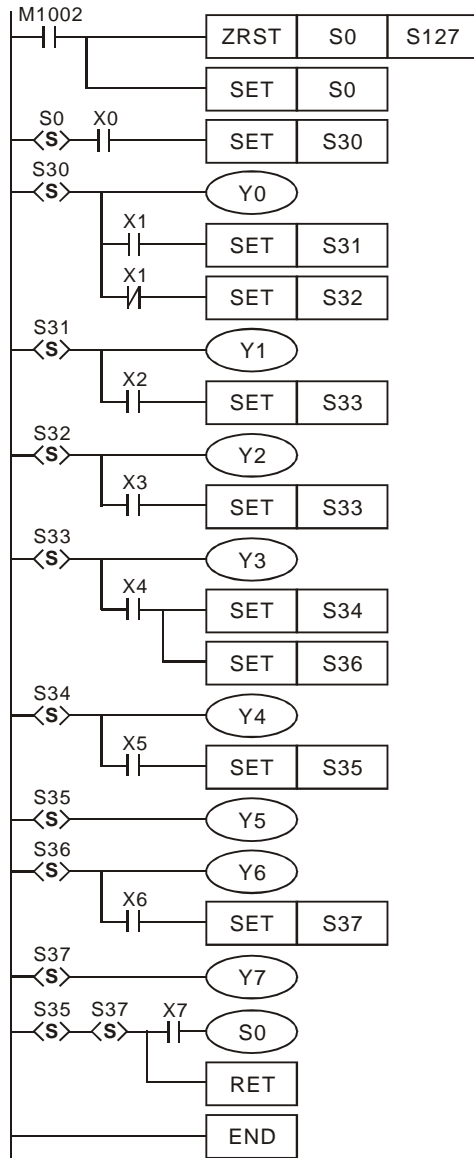 M1002
ZRST S0 S127
SET S0
S0 X0
S SET S30
S30
S Y0
X1
SET S31
X1
SET S32
S31
S Y1
X2
SET S33
S32
S Y2
X3
SET S33
S33
S Y3
X4
SET S34
SET S36
S34
S Y4
X5
SET S35
S35
S Y5
S36
S Y6
X6
SET S37
S37
S Y7
S35 S37 X7
S S S0
RET
END